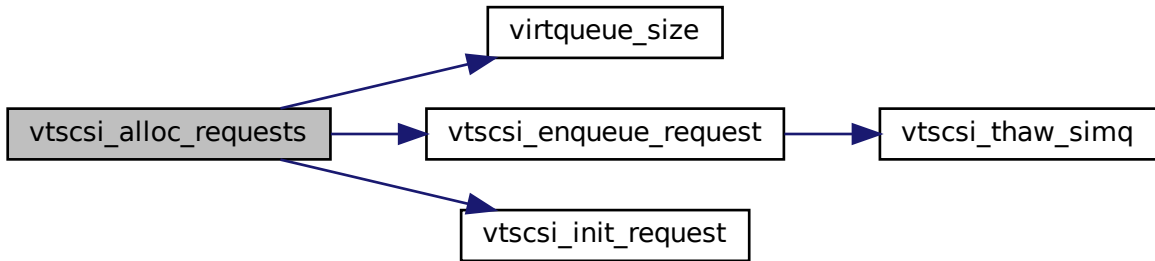 virtqueue_size
vtscsi_alloc_requests
vtscsi_enqueue_request
vtscsi_thaw_simq
vtscsi_init_request